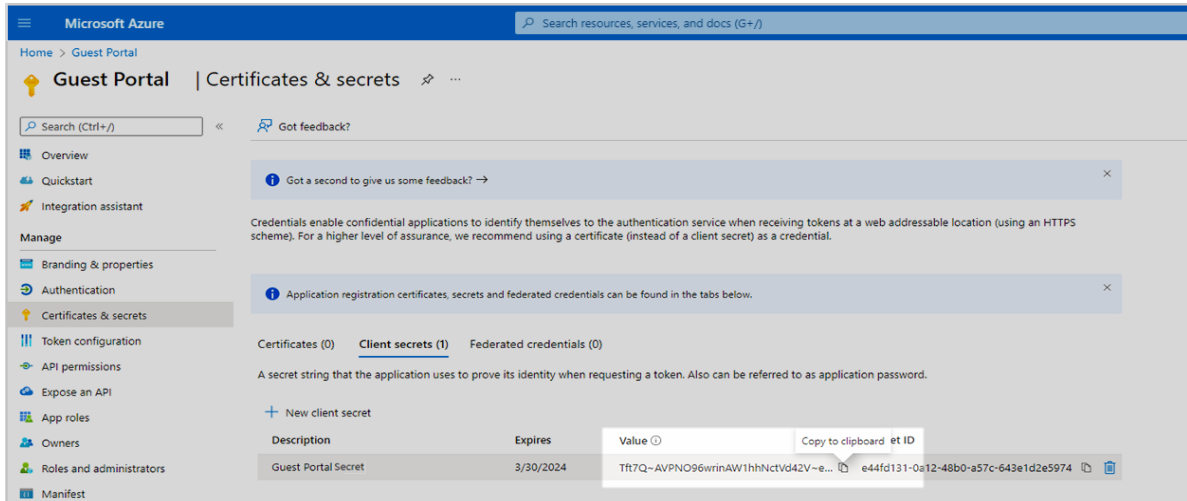 Microsoft Azure
Search resources, services, and docs (G+/)
Home > Guest Portal
Guest Portal | Certificates & secrets ...
Search (Ctrl+/) «
Got feedback?
Overview
Quickstart
Integration assistant
Manage
Branding & properties
Authentication
Certificates & secrets
Token configuration
API permissions
Expose an API
App roles
Owners
Roles and administrators
Manifest
Got a second to give us some feedback? →
Credentials enable confidential applications to identify themselves to the authentication service when receiving tokens at a web addressable location (using an HTTPS
scheme). For a higher level of assurance, we recommend using a certificate (instead of a client secret) as a credential.
Application registration certificates, secrets and federated credentials can be found in the tabs below.
Certificates (0) Client secrets (1) Federated credentials (0)
A secret string that the application uses to prove its identity when requesting a token. Also can be referred to as application password.
+ New client secret
Description Expires Value Copy to clipboard et ID
Guest Portal Secret 3/30/2024 Tft7Q~AVPNO96wrinAW1hhNctVd42V~e... e44fd131-0a12-48b0-a57c-643e1d2e5974